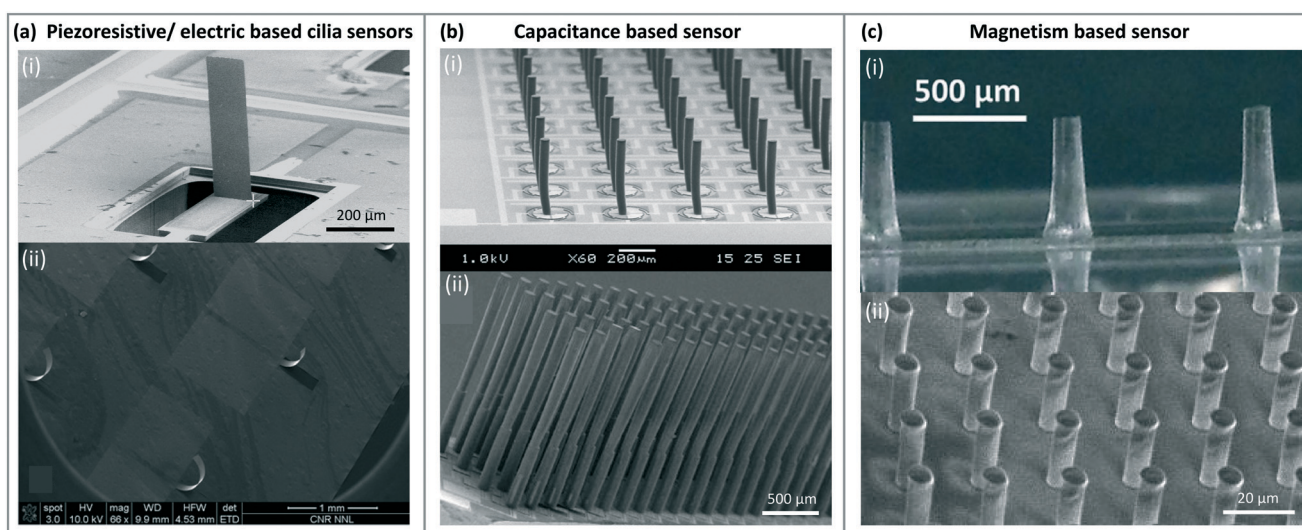 (a) Piezoresistive/ electric based cilia sensors
(i)
200 µm
(ii)
spot HV mag WD HFW det
3.0 10.0 kV 66 x 9.9 mm 4.53 mm ETD
1 mm
CNR NNL
(b) Capacitance based sensor
(i)
1.0kV X60 200µm 15 25 SEI
(ii)
500 µm
(c) Magnetism based sensor
(i)
500 µm
(ii)
20 µm